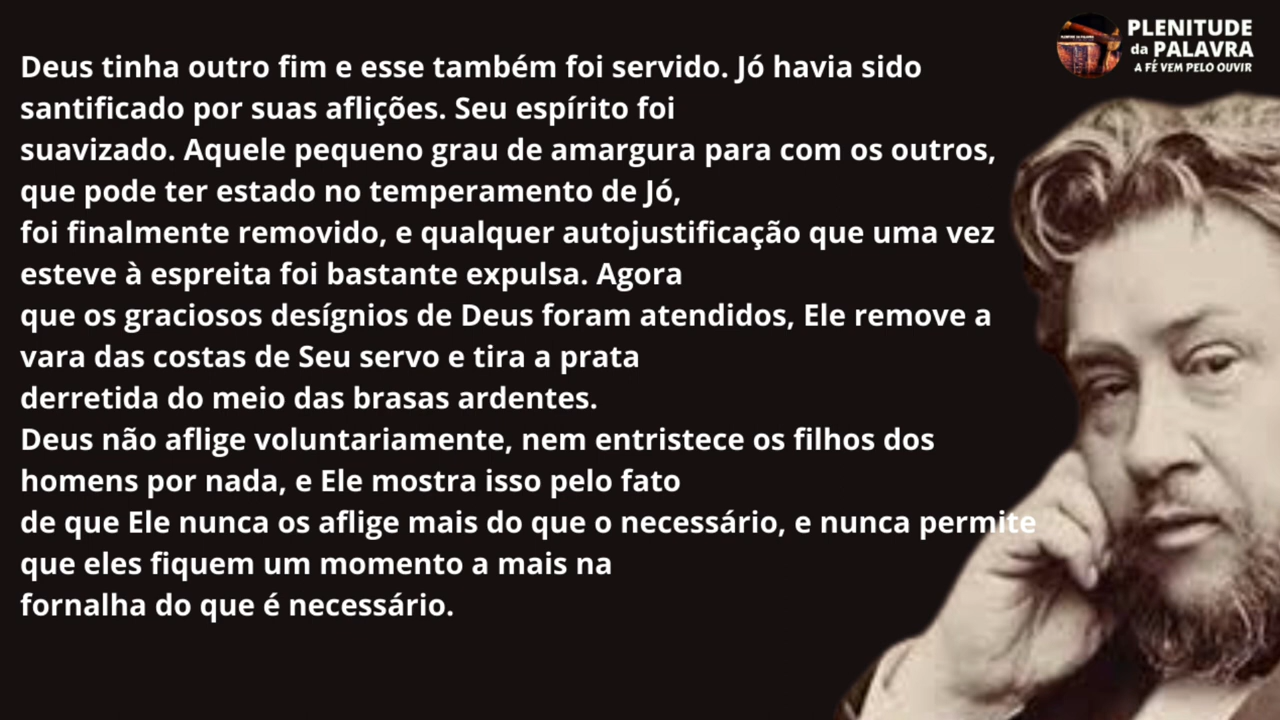 PLENITUDE
da PALAVRA
A FÉ VEM PELO OUVIR
Deus tinha outro fim e esse também foi servido. Jó havia sido
santificado por suas aflições. Seu espírito foi
suavizado. Aquele pequeno grau de amargura para com os outros,
que pode ter estado no temperamento de Jó,
foi finalmente removido, e qualquer autojustificação que uma vez
esteve à espreita foi bastante expulsa. Agora
que os graciosos desígnios de Deus foram atendidos, Ele remove a
vara das costas de Seu servo e tira a prata
derretida do meio das brasas ardentes.
Deus não aflige voluntariamente, nem entristece os filhos dos
homens por nada, e Ele mostra isso pelo fato
de que Ele nunca os aflige mais do que o necessário, e nunca permite
que eles fiquem um momento a mais na
fornalha do que é necessário.